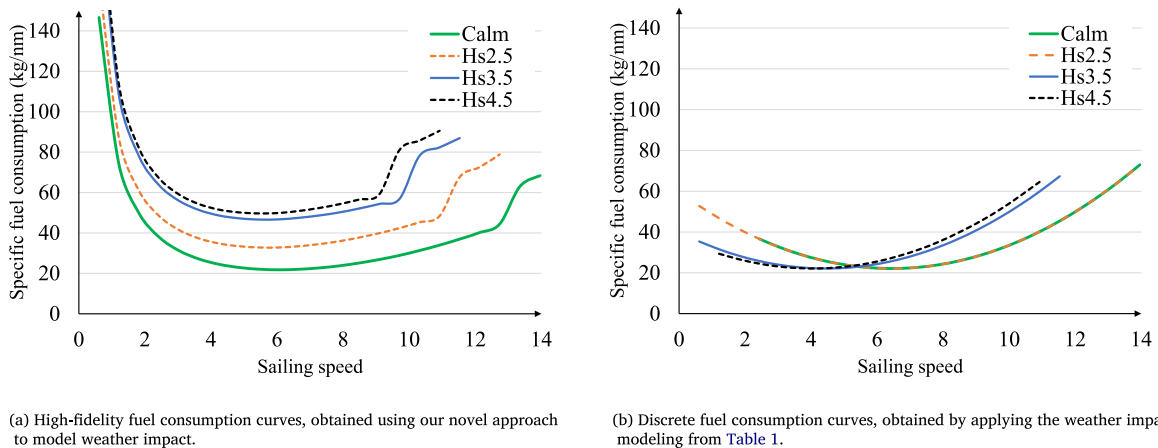 Specific fuel consumption (kg/nm)
140
120
100
80
60
40
20
0
0 2 4 6 8 10 12 14
Sailing speed
Calm
Hs2.5
Hs3.5
Hs4.5
(a) High-fidelity fuel consumption curves, obtained using our novel approach
to model weather impact.
Specific fuel consumption (kg/nm)
140
120
100
80
60
40
20
0
0 2 4 6 8 10 12 14
Sailing speed
Calm
Hs2.5
Hs3.5
Hs4.5
(b) Discrete fuel consumption curves, obtained by applying the weather impa
modeling from Table 1.